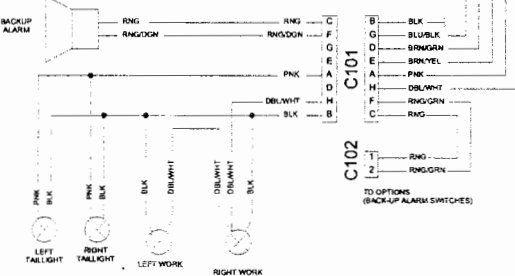 BACKUP
ALARM
RNG RNG C
RNG/DGN RNG/DGN F
G
E
PNK A
D
DBL/WHT H
BLK B
C101
B BLK
G BLU/BLK
D BRN/GRN
E BRN/YEL
A PNK
H DBL/WHT
F RNG/GRN
C RNG
C102
1 RNG
2 RNG/GRN
TO OPTIONS
(BACK-UP ALARM SWITCHES)
PNK
BLK
PNK
BLK
BLK
DBL/WHT
DBL/WHT
DBL/WHT
BLK
LEFT
TAILLIGHT
RIGHT
TAILLIGHT
LEFT WORK
RIGHT WORK